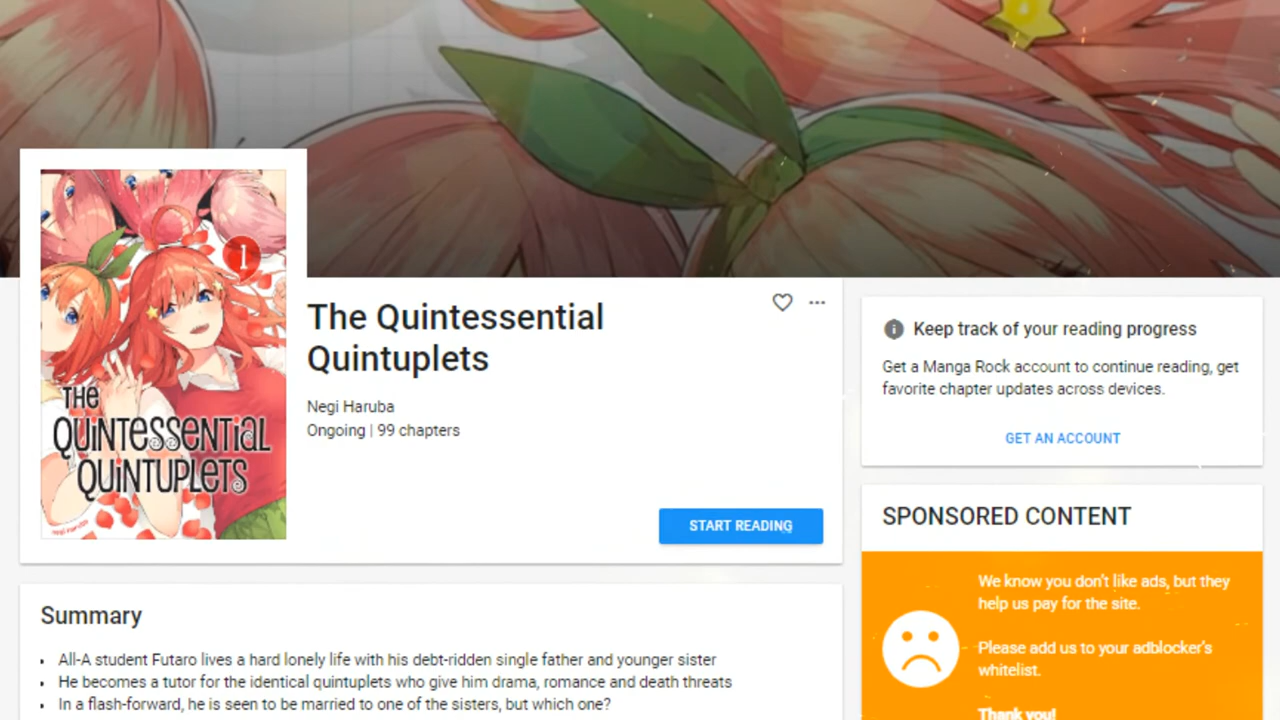 1
THE
QUINTESSENTIAL
QUINTUPLETS
NEGI HARUBA
The Quintessential
Quintuplets
Negi Haruba
Ongoing | 99 chapters
START READING
Summary
All-A student Futaro lives a hard lonely life with his debt-ridden single father and younger sister
He becomes a tutor for the identical quintuplets who give him drama, romance and death threats
In a flash-forward, he is seen to be married to one of the sisters, but which one?
Keep track of your reading progress
Get a Manga Rock account to continue reading, get
favorite chapter updates across devices.
GET AN ACCOUNT
SPONSORED CONTENT
We know you don't like ads, but they
help us pay for the site.
Please add us to your adblocker's
whitelist.
Thank you!